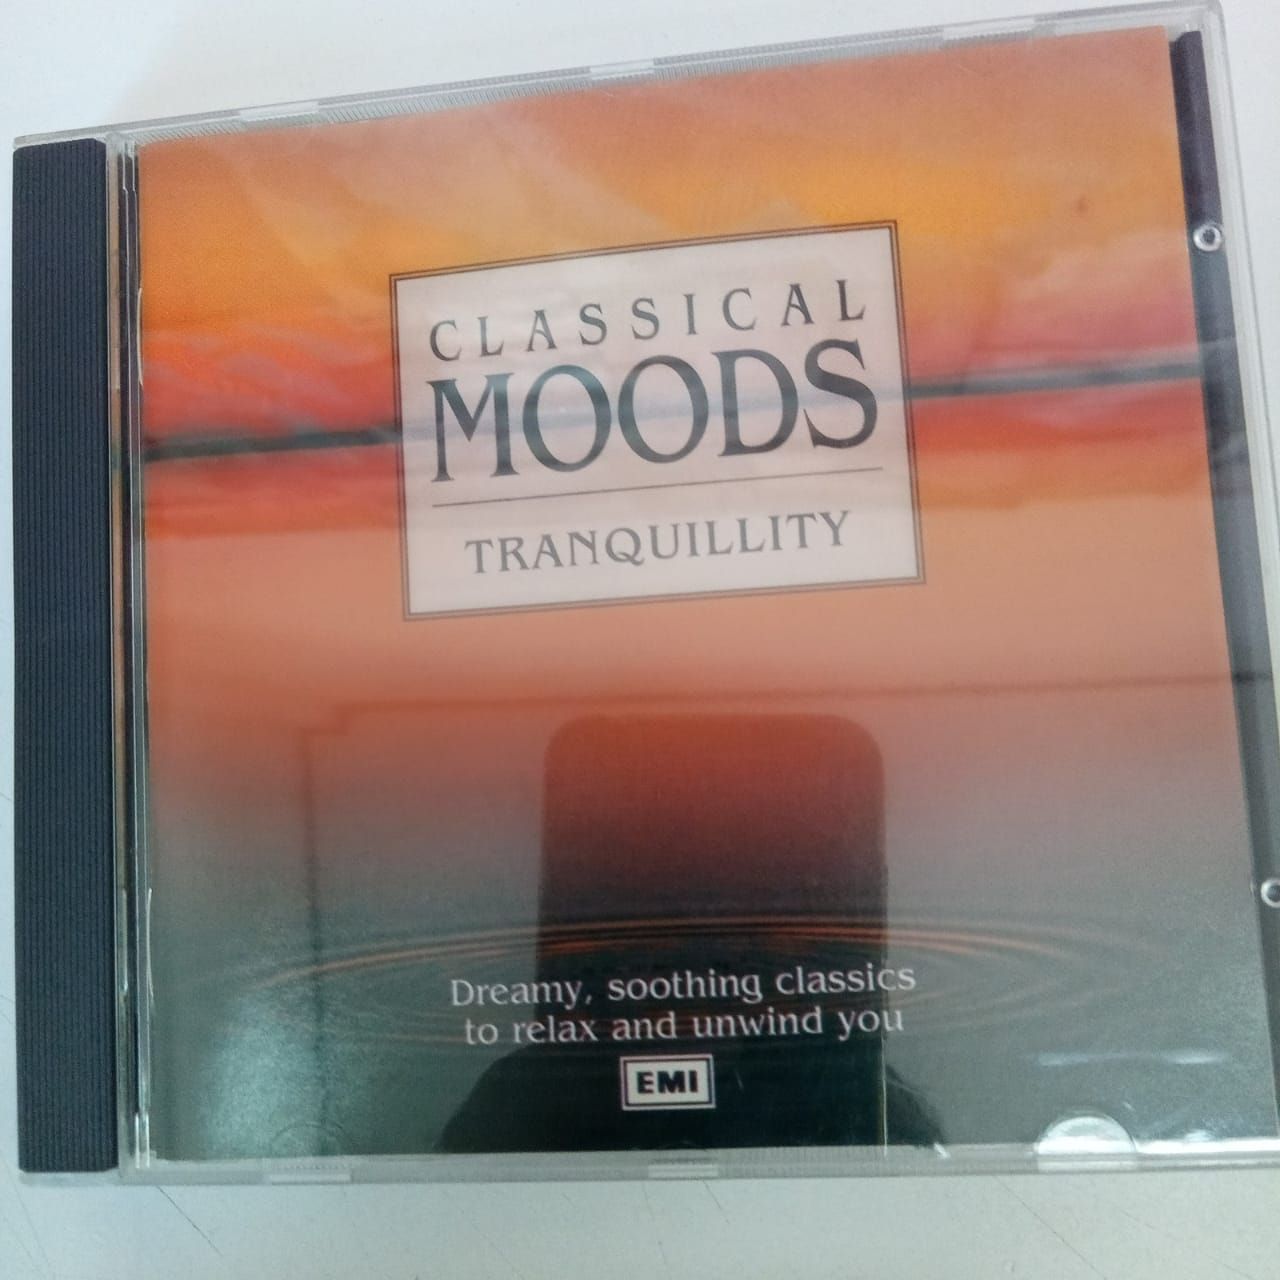 CLASSICAL
MOODS
TRANQUILLITY
Dreamy, soothing classics
to relax and unwind you
EMI